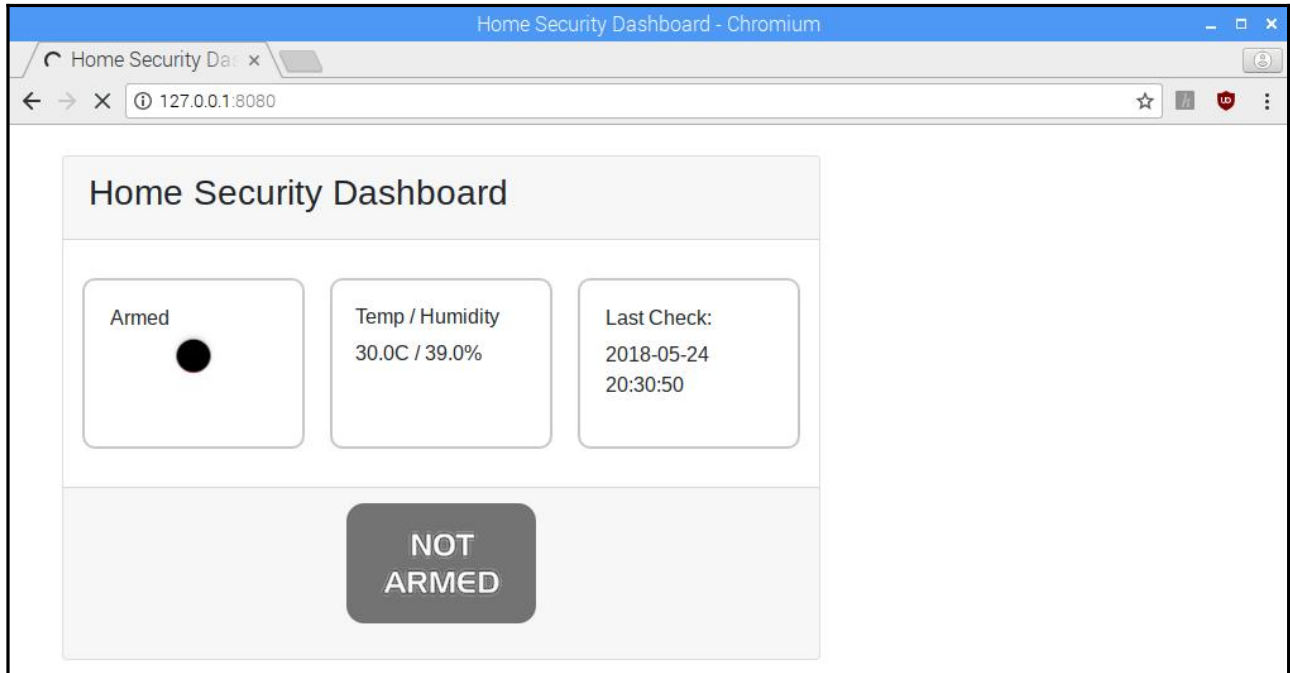 Home Security Dashboard - Chromium
Home Security Das
127.0.0.1:8080
Home Security Dashboard
Armed
Temp / Humidity
30.0C / 39.0%
Last Check:
2018-05-24
20:30:50
NOT
ARMED